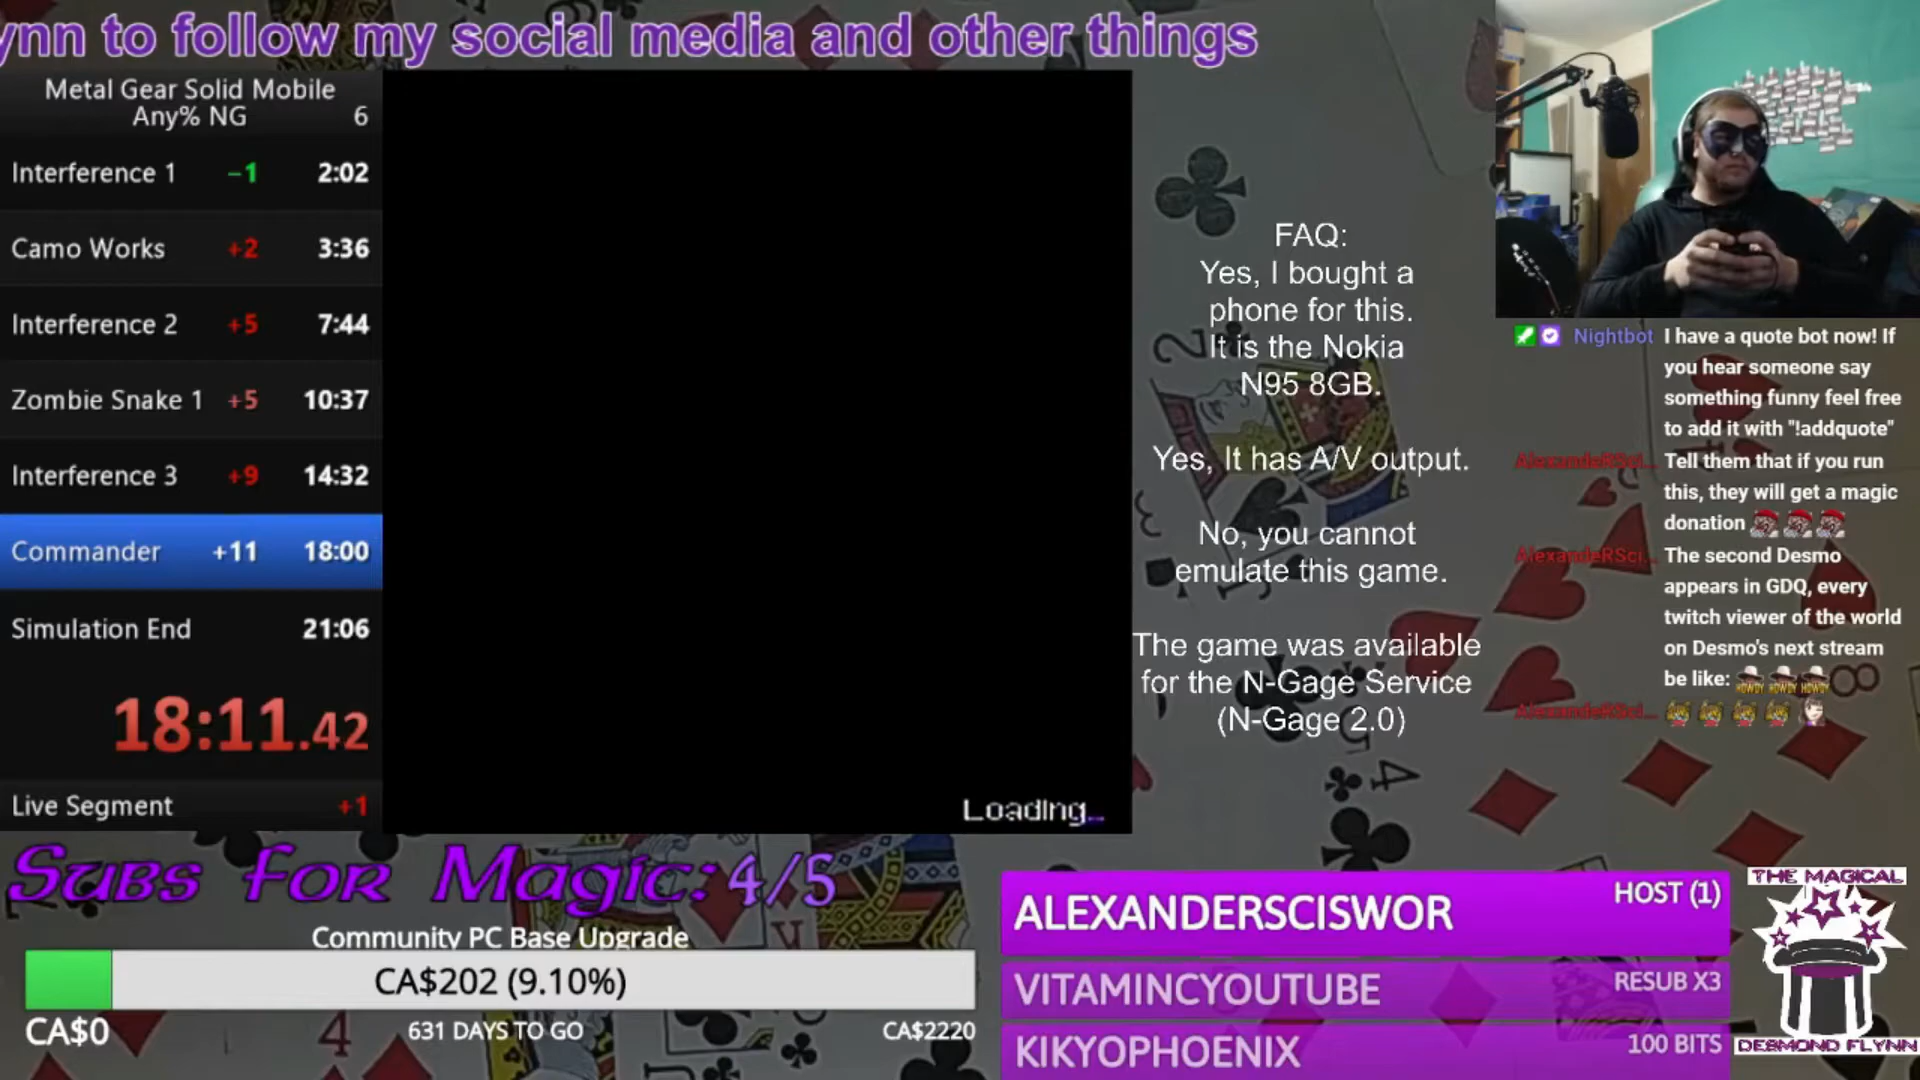 ynn to follow my social media and other things
Metal Gear Solid Mobile
Any% NG 6
Interference 1 −1 2:02
Camo Works +2 3:36
Interference 2 +5 7:44
Zombie Snake 1 +5 10:37
Interference 3 +9 14:32
Commander +11 18:00
Simulation End 21:06
18:11.42
Live Segment +1
Loading...
FAQ:
Yes, I bought a
phone for this.
It is the Nokia
N95 8GB.
Yes, It has A/V output.
No, you cannot
emulate this game.
The game was available
for the N-Gage Service
(N-Gage 2.0)
Nightbot I have a quote bot now! If
you hear someone say
something funny feel free
to add it with "!addquote"
AlexandeRSci... Tell them that if you run
this, they will get a magic
donation
AlexandeRSci... The second Desmo
appears in GDQ, every
twitch viewer of the world
on Desmo's next stream
be like: HOWDY HOWDY HOWDY
AlexandeRSci...
Subs for Magic: 4/5
Community PC Base Upgrade
CA$202 (9.10%)
CA$0 631 DAYS TO GO CA$2220
ALEXANDERSCISWOR HOST (1)
VITAMINCYOUTUBE RESUB X3
KIKYOPHOENIX 100 BITS
THE MAGICAL
DESMOND FLYNN